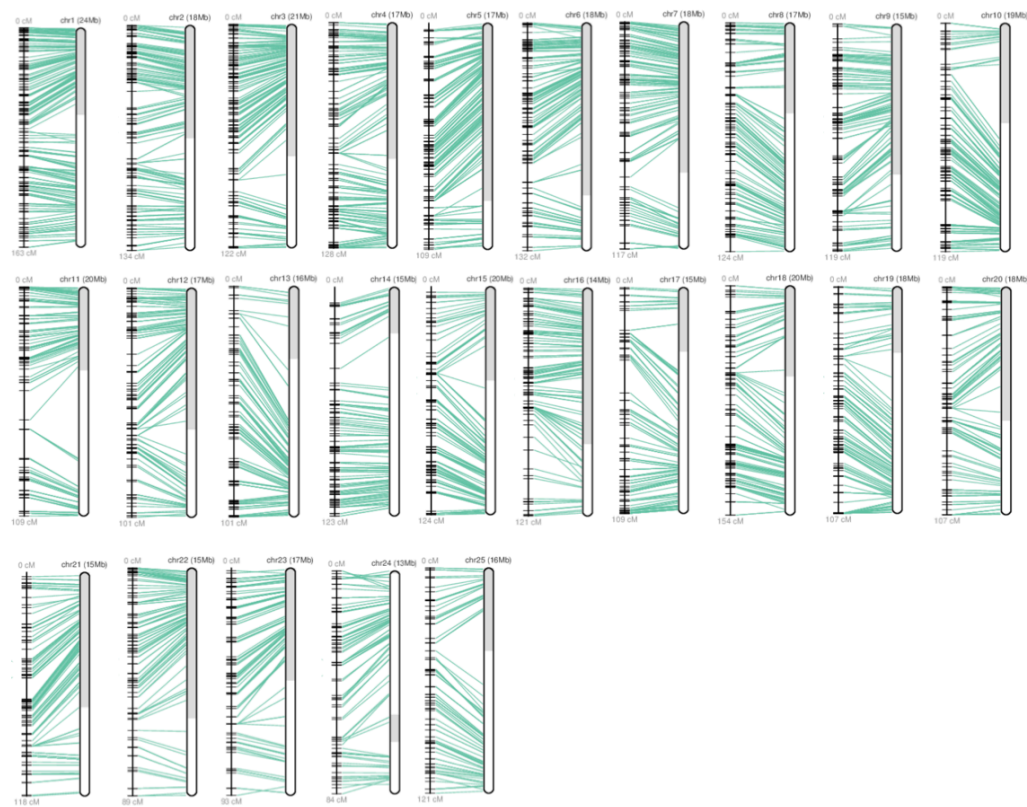 0 cM chr1 (24Mb)
0 cM chr2 (18Mb)
0 cM chr3 (21Mb)
0 cM chr4 (17Mb)
0 cM chr5 (17Mb)
0 cM chr6 (18Mb)
0 cM chr7 (18Mb)
0 cM chr8 (17Mb)
0 cM chr9 (15Mb)
0 cM chr10 (19Mb)
163 cM
134 cM
122 cM
128 cM
109 cM
132 cM
117 cM
124 cM
119 cM
119 cM
0 cM chr11 (20Mb)
0 cM chr12 (17Mb)
0 cM chr13 (16Mb)
0 cM chr14 (15Mb)
0 cM chr15 (20Mb)
0 cM chr16 (14Mb)
0 cM chr17 (15Mb)
0 cM chr18 (20Mb)
0 cM chr19 (18Mb)
0 cM chr20 (18Mb)
109 cM
101 cM
101 cM
123 cM
124 cM
121 cM
109 cM
154 cM
107 cM
107 cM
0 cM chr21 (15Mb)
0 cM chr22 (15Mb)
0 cM chr23 (17Mb)
0 cM chr24 (13Mb)
0 cM chr25 (16Mb)
118 cM
89 cM
93 cM
84 cM
121 cM